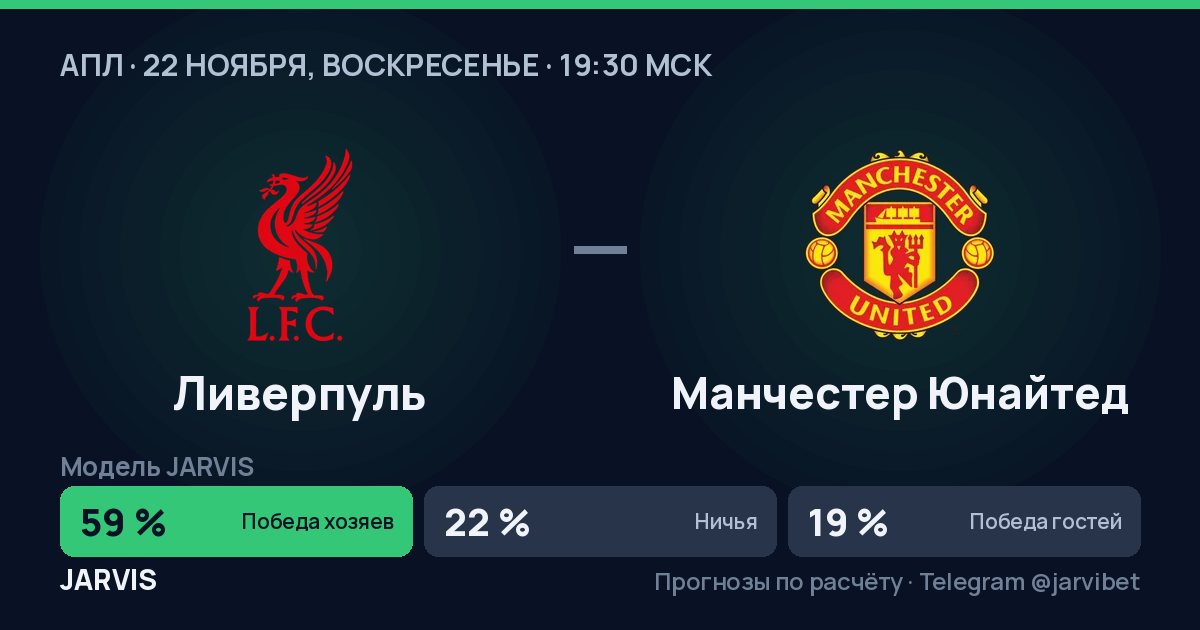 АПЛ · 22 НОЯБРЯ, ВОСКРЕСЕНЬЕ · 19:30 МСК
L.F.C.
MANCHESTER
UNITED
—
Ливерпуль
Манчестер Юнайтед
Модель JARVIS
59 % Победа хозяев
22 % Ничья
19 % Победа гостей
JARVIS
Прогнозы по расчёту · Telegram @jarvibet